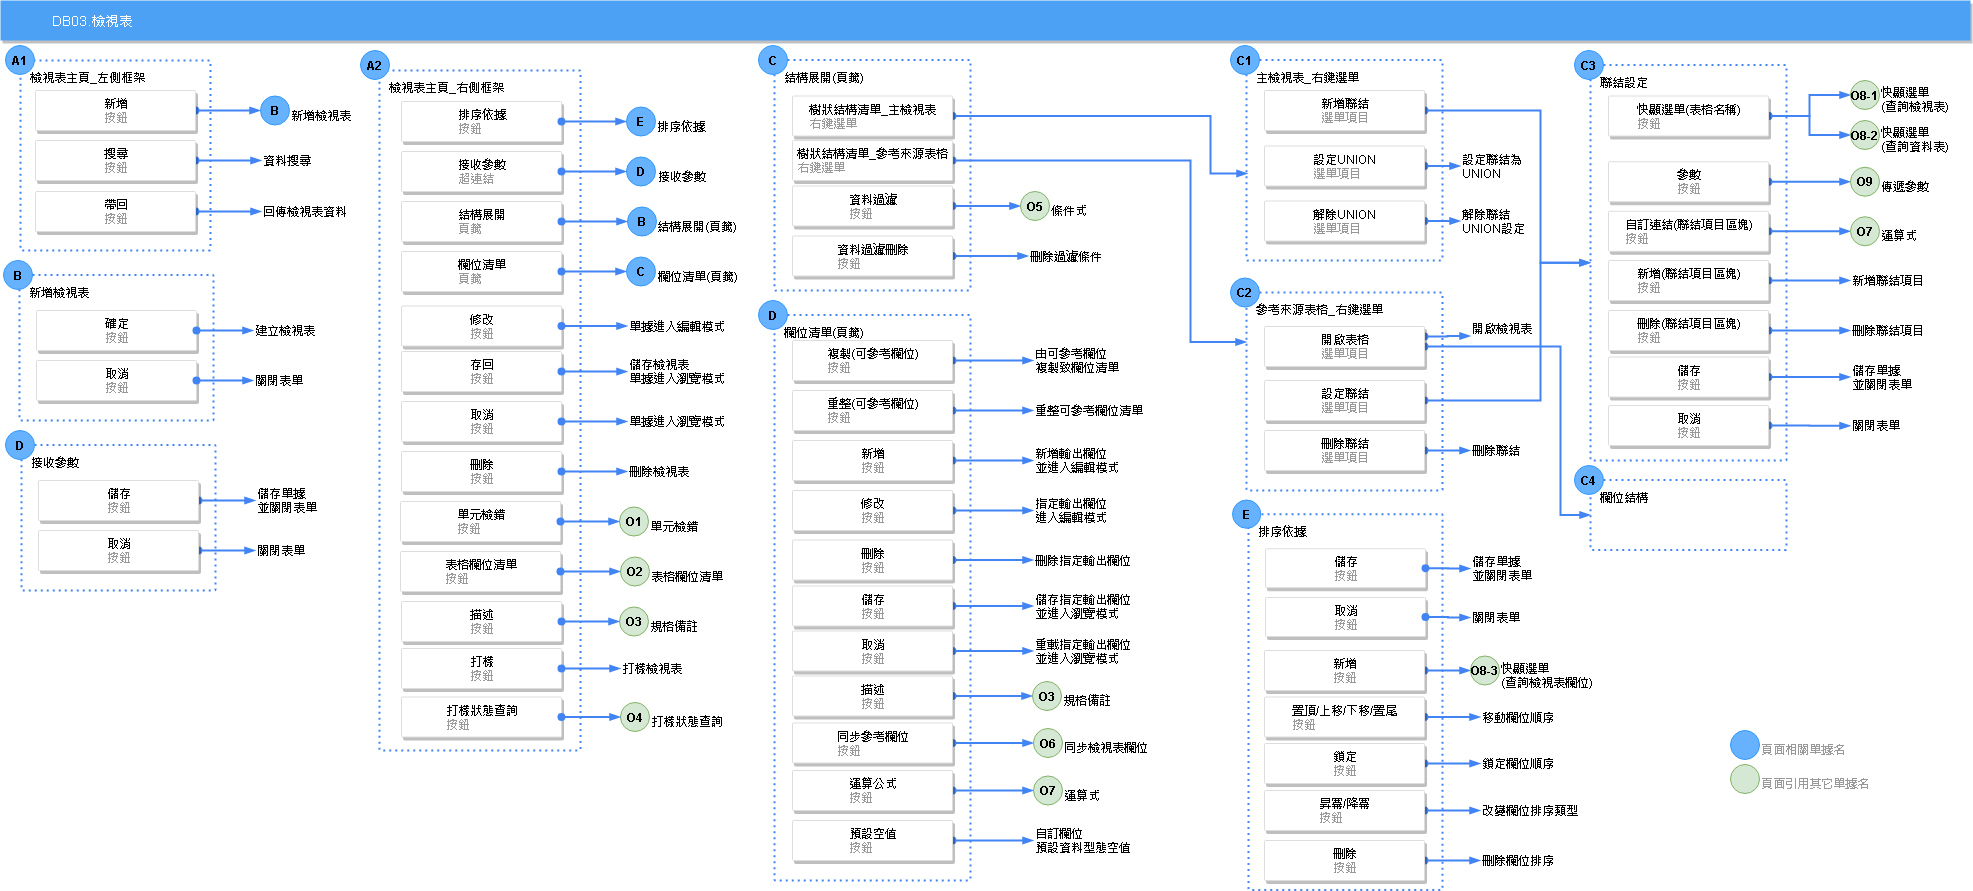 DB03.檢視表
A1
檢視表主頁_左側框架
新增
按鈕
B
新增檢視表
搜尋
按鈕
資料搜尋
帶回
按鈕
回傳檢視表資料
B
新增檢視表
確定
按鈕
建立檢視表
取消
按鈕
關閉表單
D
接收參數
儲存
按鈕
儲存單據
並關閉表單
取消
按鈕
關閉表單
A2
檢視表主頁_右側框架
排序依據
按鈕
E
排序依據
接收參數
超連結
D
接收參數
結構展開
頁籤
B
結構展開(頁籤)
欄位清單
頁籤
C
欄位清單(頁籤)
修改
按鈕
單據進入編輯模式
存回
按鈕
儲存檢視表
單據進入瀏覽模式
取消
按鈕
單據進入瀏覽模式
刪除
按鈕
刪除檢視表
單元檢錯
按鈕
O1
單元檢錯
表格欄位清單
按鈕
O2
表格欄位清單
描述
按鈕
O3
規格備註
打樣
按鈕
打樣檢視表
打樣狀態查詢
按鈕
O4
打樣狀態查詢
C
結構展開(頁籤)
樹狀結構清單_主檢視表
右鍵選單
樹狀結構清單_參考來源表格
右鍵選單
資料過濾
按鈕
O5
條件式
資料過濾刪除
按鈕
刪除過濾條件
D
欄位清單(頁籤)
複製(可參考欄位)
按鈕
由可參考欄位
複製致欄位清單
重整(可參考欄位)
按鈕
重整可參考欄位清單
新增
按鈕
新增輸出欄位
並進入編輯模式
修改
按鈕
指定輸出欄位
進入編輯模式
刪除
按鈕
刪除指定輸出欄位
儲存
按鈕
儲存指定輸出欄位
並進入瀏覽模式
取消
按鈕
重載指定輸出欄位
並進入瀏覽模式
描述
按鈕
O3
規格備註
同步參考欄位
按鈕
O6
同步檢視表欄位
運算公式
按鈕
O7
運算式
預設空值
按鈕
自訂欄位
預設資料型態空值
C1
主檢視表_右鍵選單
新增聯結
選單項目
設定UNION
選單項目
設定聯結為
UNION
解除UNION
選單項目
解除聯結
UNION設定
C2
參考來源表格_右鍵選單
開啟表格
選單項目
開啟檢視表
設定聯結
選單項目
刪除聯結
選單項目
刪除聯結
E
排序依據
儲存
按鈕
儲存單據
並關閉表單
取消
按鈕
關閉表單
新增
按鈕
O8-3
快顯選單
(查詢檢視表欄位)
置頂/上移/下移/置尾
按鈕
移動欄位順序
鎖定
按鈕
鎖定欄位順序
昇冪/降冪
按鈕
改變欄位排序類型
刪除
按鈕
刪除欄位排序
C3
聯結設定
快顯選單(表格名稱)
按鈕
O8-1
快顯選單
(查詢檢視表)
O8-2
快顯選單
(查詢資料表)
參數
按鈕
O9
傳遞參數
自訂連結(聯結項目區塊)
按鈕
O7
運算式
新增(聯結項目區塊)
按鈕
新增聯結項目
刪除(聯結項目區塊)
按鈕
刪除聯結項目
儲存
按鈕
儲存單據
並關閉表單
取消
按鈕
關閉表單
C4
欄位結構
頁面相關單據名
頁面引用其它單據名